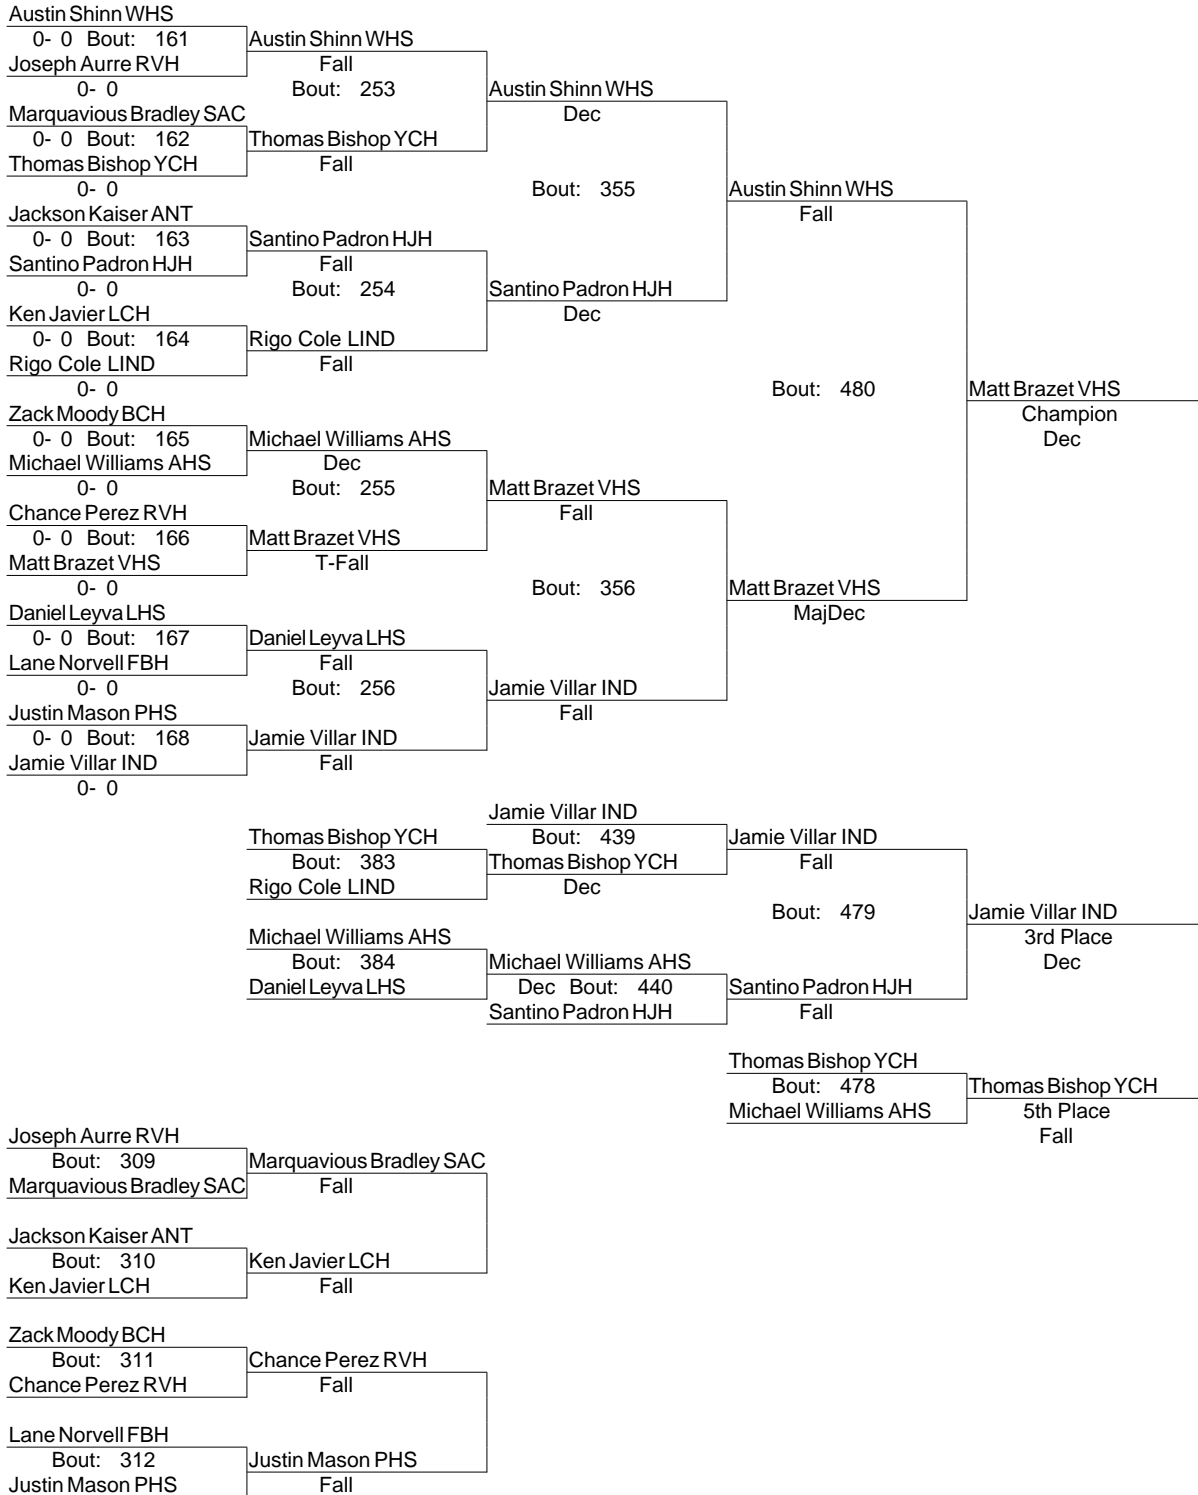 Austin Shinn WHS
0- 0 Bout: 161 Austin Shinn WHS
Joseph Aurre RVH Fall
0- 0 Bout: 253 Austin Shinn WHS
Marquavious Bradley SAC Dec
0- 0 Bout: 162 Thomas Bishop YCH
Thomas Bishop YCH Fall
0- 0 Bout: 355 Austin Shinn WHS
Jackson Kaiser ANT Fall
0- 0 Bout: 163 Santino Padron HJH
Santino Padron HJH Fall
0- 0 Bout: 254 Santino Padron HJH
Ken Javier LCH Dec
0- 0 Bout: 164 Rigo Cole LIND
Rigo Cole LIND Fall
0- 0 Bout: 480 Matt Brazet VHS
Zack Moody BCH Champion
0- 0 Bout: 165 Michael Williams AHS Dec
Michael Williams AHS Dec
0- 0 Bout: 255 Matt Brazet VHS
Chance Perez RVH Fall
0- 0 Bout: 166 Matt Brazet VHS
Matt Brazet VHS T-Fall
0- 0 Bout: 356 Matt Brazet VHS
Daniel Leyva LHS MajDec
0- 0 Bout: 167 Daniel Leyva LHS
Lane Norvell FBH Fall
0- 0 Bout: 256 Jamie Villar IND
Justin Mason PHS Fall
0- 0 Bout: 168 Jamie Villar IND
Jamie Villar IND Fall
0- 0
Jamie Villar IND
Thomas Bishop YCH Bout: 439 Jamie Villar IND
Bout: 383 Thomas Bishop YCH Fall
Rigo Cole LIND Dec
Bout: 479 Jamie Villar IND
Michael Williams AHS 3rd Place
Bout: 384 Michael Williams AHS Dec
Daniel Leyva LHS Dec Bout: 440 Santino Padron HJH
Santino Padron HJH Fall
Thomas Bishop YCH
Bout: 478 Thomas Bishop YCH
Michael Williams AHS 5th Place
Joseph Aurre RVH Fall
Bout: 309 Marquavious Bradley SAC
Marquavious Bradley SAC Fall
Jackson Kaiser ANT
Bout: 310 Ken Javier LCH
Ken Javier LCH Fall
Zack Moody BCH
Bout: 311 Chance Perez RVH
Chance Perez RVH Fall
Lane Norvell FBH
Bout: 312 Justin Mason PHS
Justin Mason PHS Fall